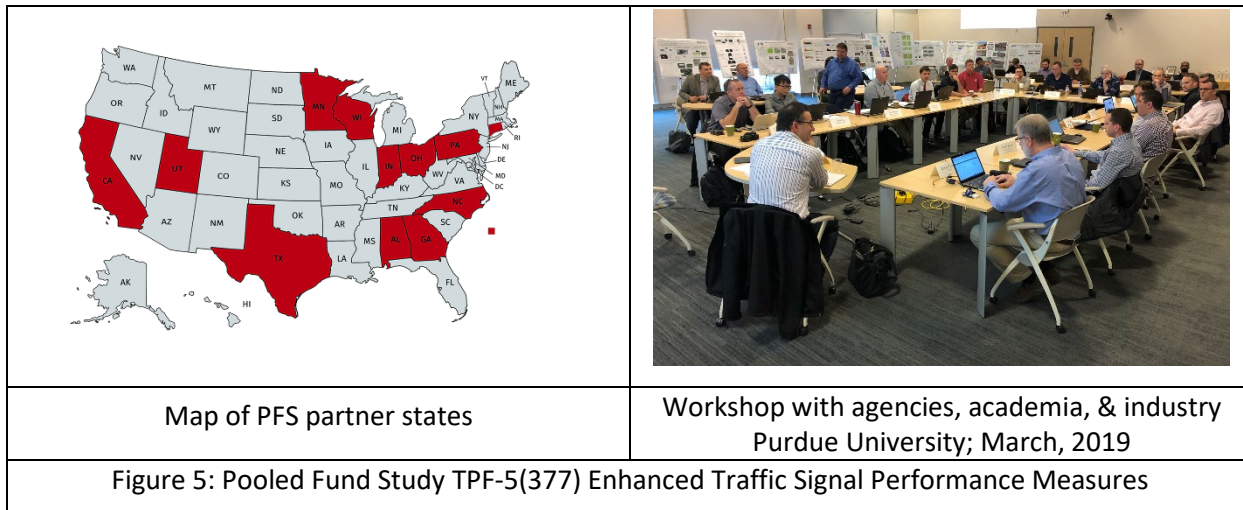 WA
MT
ND
MN
VT
ME
OR
ID
SD
WI
NH
WY
MI
NY
MA
RI
NV
UT
NE
IA
PA
NJ
CA
CO
IL
IN
OH
DE
KS
MO
WV
MD
DC
KY
VA
AZ
NM
OK
TN
NC
AR
SC
TX
LA
MS
AL
GA
AK
HI
FL
Map of PFS partner states
Workshop with agencies, academia, & industry
Purdue University; March, 2019
Figure 5: Pooled Fund Study TPF-5(377) Enhanced Traffic Signal Performance Measures